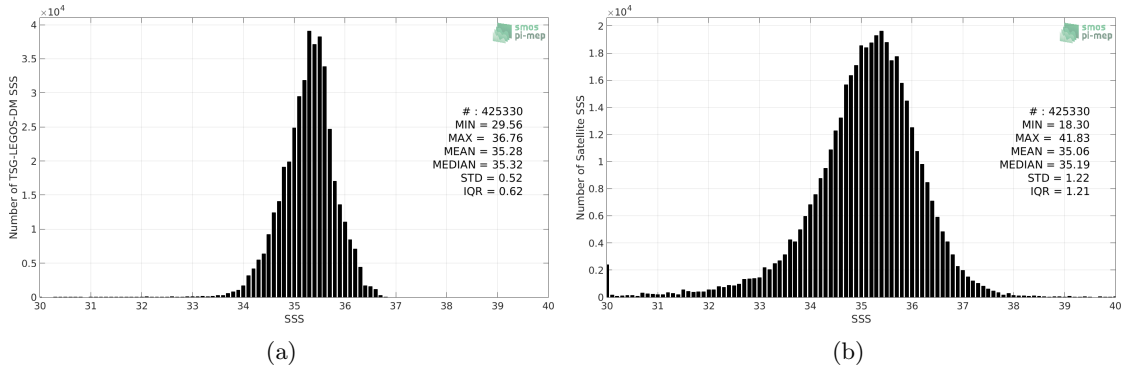 ×10⁴
4
3.5
3
2.5
2
1.5
1
0.5
0
Number of TSG-LEGOS-DM SSS
smos
pi-mep
# : 425330
MIN = 29.56
MAX = 36.76
MEAN = 35.28
MEDIAN = 35.32
STD = 0.52
IQR = 0.62
30 31 32 33 34 35 36 37 38 39 40
SSS
(a)
×10⁴
2
1.8
1.6
1.4
1.2
1
0.8
0.6
0.4
0.2
0
Number of Satellite SSS
smos
pi-mep
# : 425330
MIN = 18.30
MAX = 41.83
MEAN = 35.06
MEDIAN = 35.19
STD = 1.22
IQR = 1.21
30 31 32 33 34 35 36 37 38 39 40
SSS
(b)